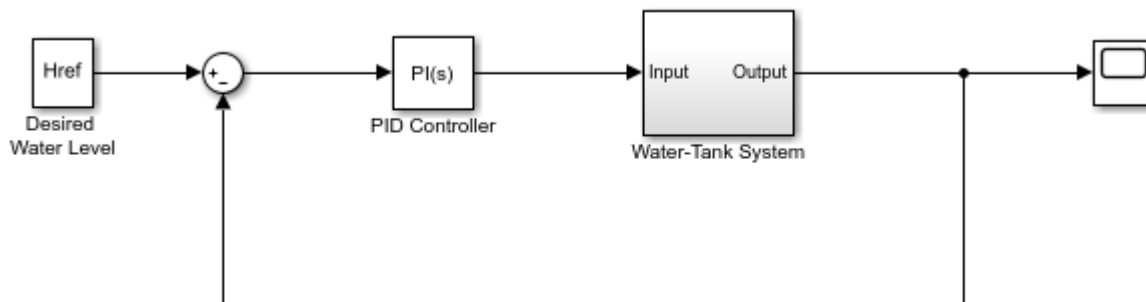 Href
+
−
PI(s)
Input
Output
Desired
Water Level
PID Controller
Water-Tank System